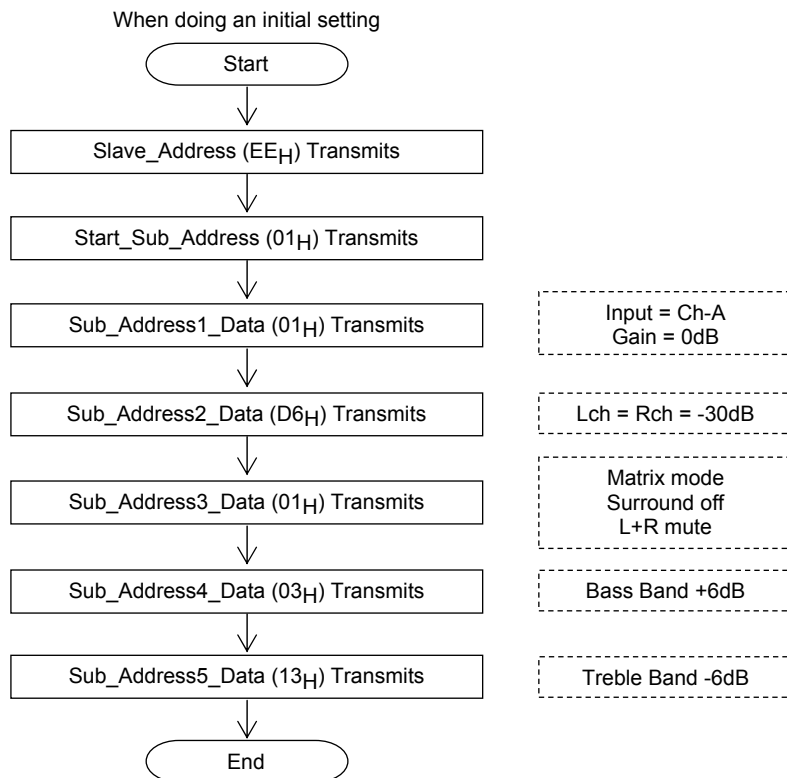 When doing an initial setting
Start
Slave_Address (EEH) Transmits
Start_Sub_Address (01H) Transmits
Sub_Address1_Data (01H) Transmits
Input = Ch-A
Gain = 0dB
Sub_Address2_Data (D6H) Transmits
Lch = Rch = -30dB
Sub_Address3_Data (01H) Transmits
Matrix mode
Surround off
L+R mute
Sub_Address4_Data (03H) Transmits
Bass Band +6dB
Sub_Address5_Data (13H) Transmits
Treble Band -6dB
End